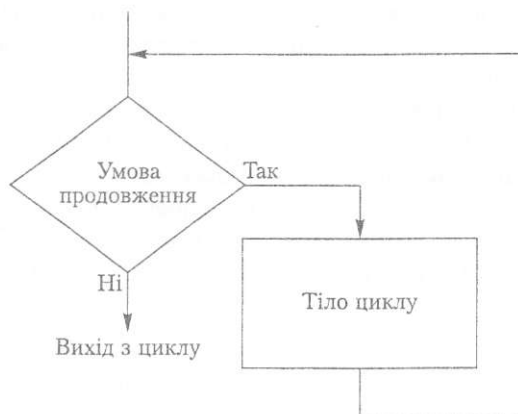 Умова
продовження
Так
Ні
Тіло циклу
Вихід з циклу